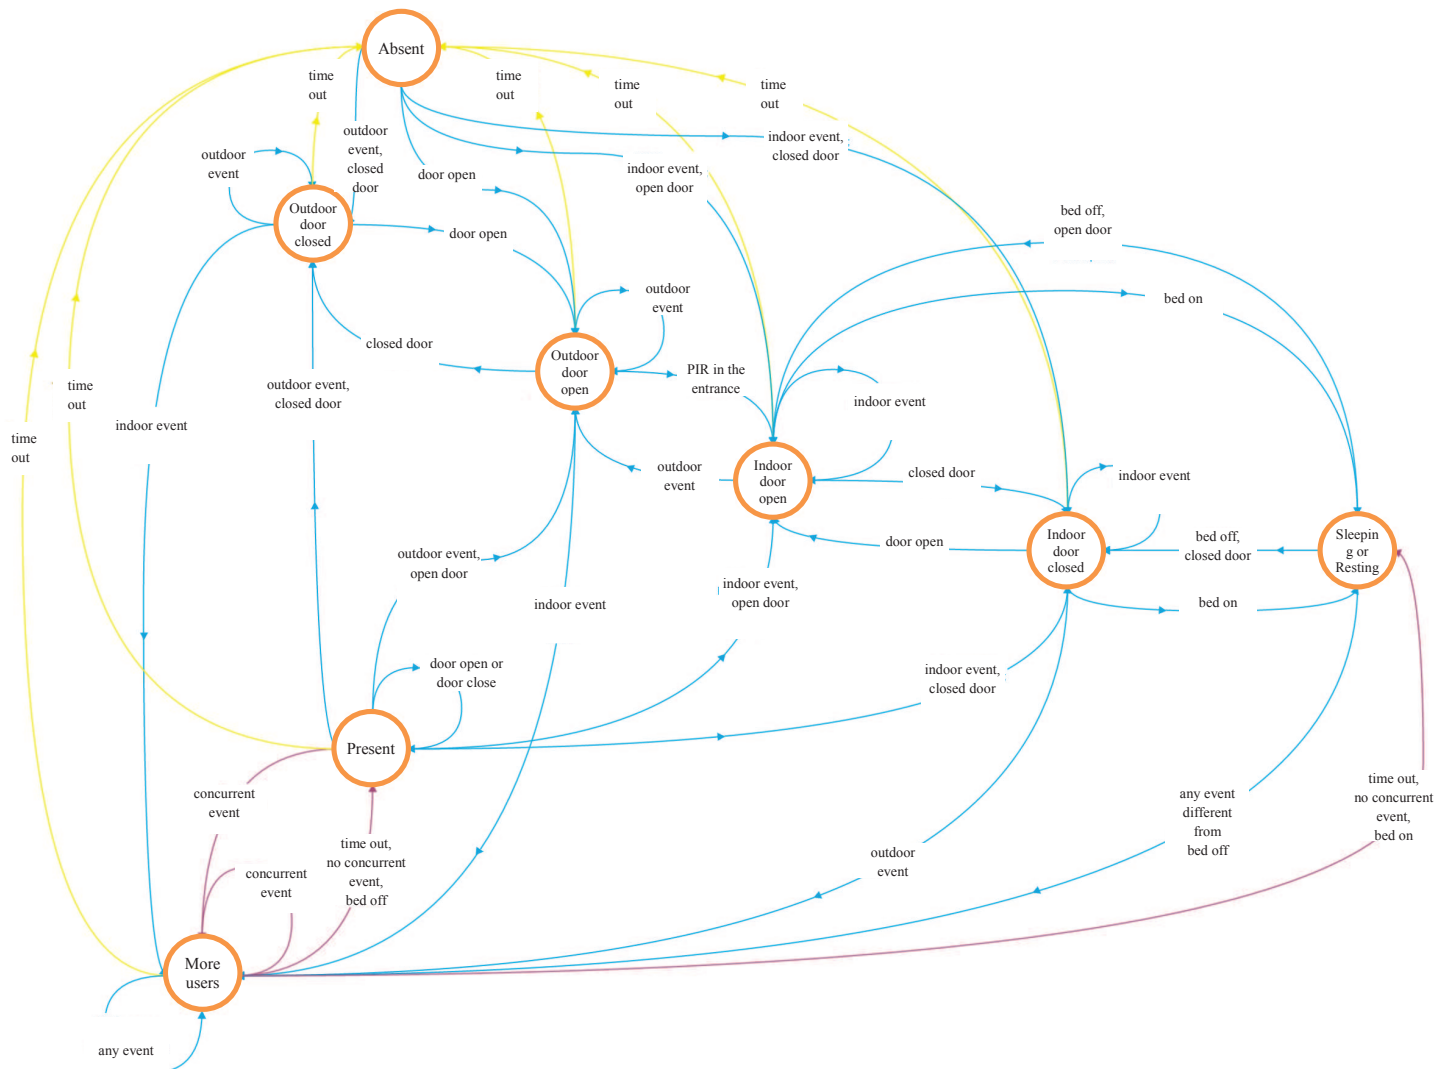 Absent
time
out
time
out
time
out
time
out
outdoor
event,
closed
door
indoor event,
closed door
outdoor
event
door open
indoor event,
open door
Outdoor
door
closed
door open
bed off,
open door
outdoor
event
bed on
closed door
Outdoor
door
open
PIR in the
entrance
time
out
outdoor event,
closed door
indoor event
indoor event
time
out
outdoor
event
Indoor
door
open
closed door
indoor event
outdoor event,
open door
door open
Indoor
door
closed
bed off,
closed door
Sleepin
g or
Resting
indoor event
indoor event,
open door
bed on
door open or
door close
indoor event,
closed door
Present
concurrent
event
time out,
no concurrent
event,
bed off
any event
different
from
bed off
time out,
no concurrent
event,
bed on
concurrent
event
outdoor
event
More
users
any event